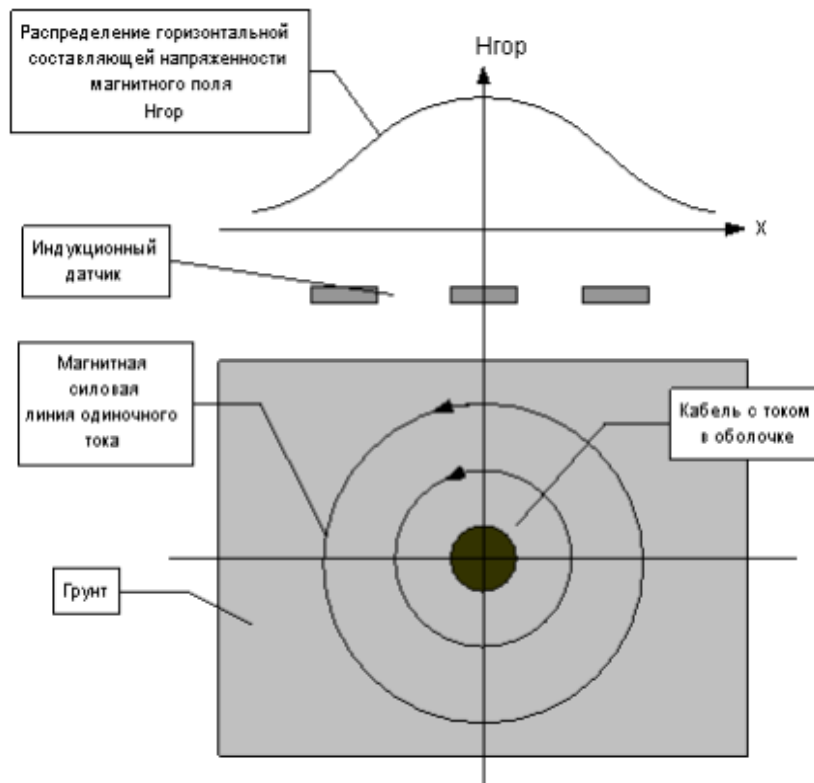 Распределение горизонтальной
составляющей напряженности
магнитного поля
Нгор
Нгор
X
Индукционный
датчик
Магнитная
силовая
линия одиночного
тока
Кабель с током
в оболочке
Грунт